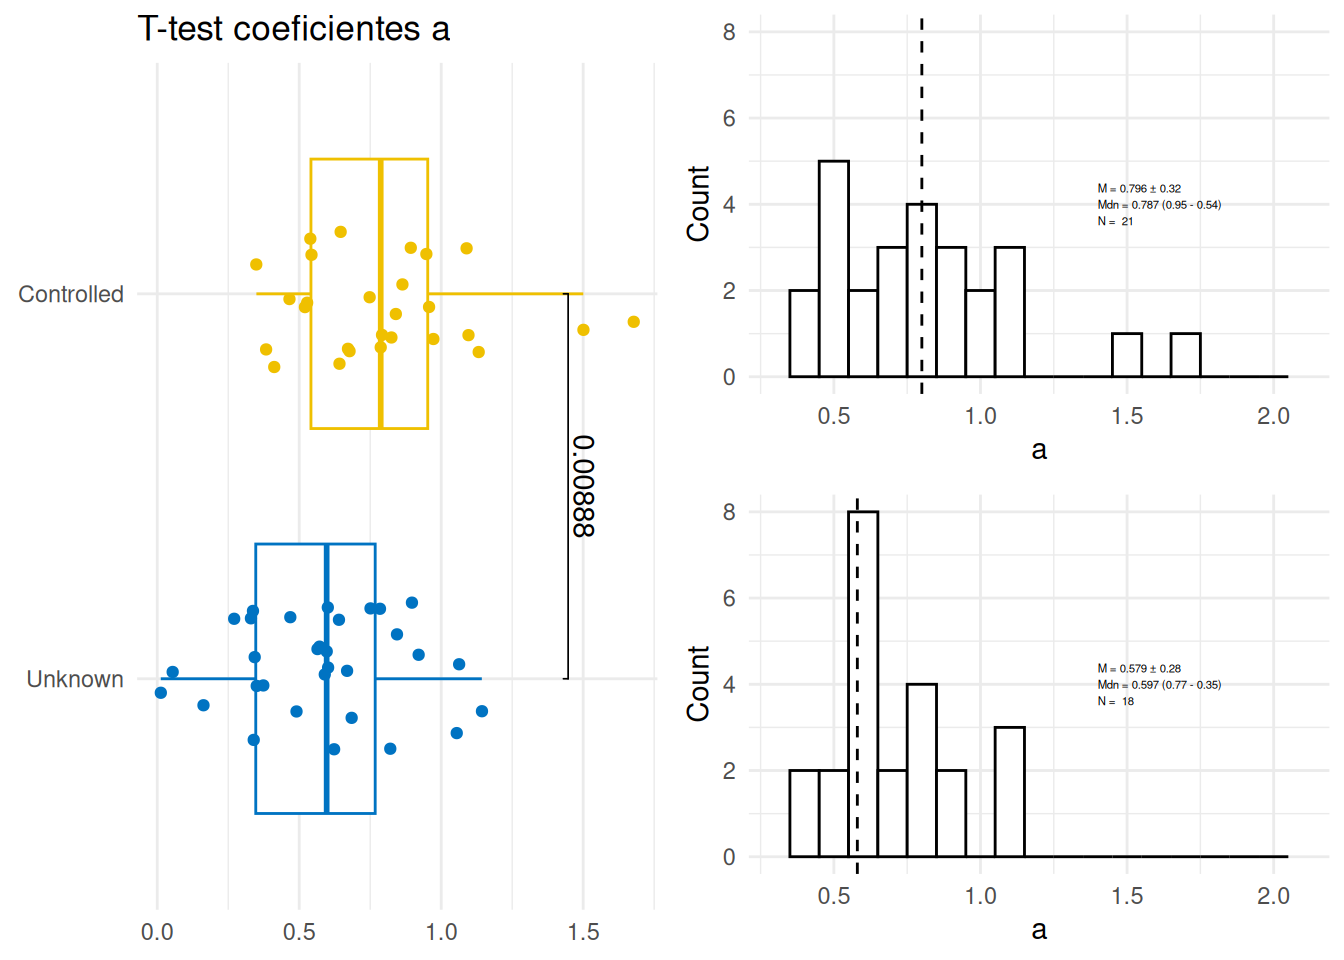 T-test coeficientes a
Controlled
Unknown
0.00888
0.0 0.5 1.0 1.5
8
6
4
2
0
Count
M = 0.796 ± 0.32
Mdn = 0.787 (0.95 - 0.54)
N = 21
0.5 1.0 1.5 2.0
a
8
6
4
2
0
Count
M = 0.579 ± 0.28
Mdn = 0.597 (0.77 - 0.35)
N = 18
0.5 1.0 1.5 2.0
a